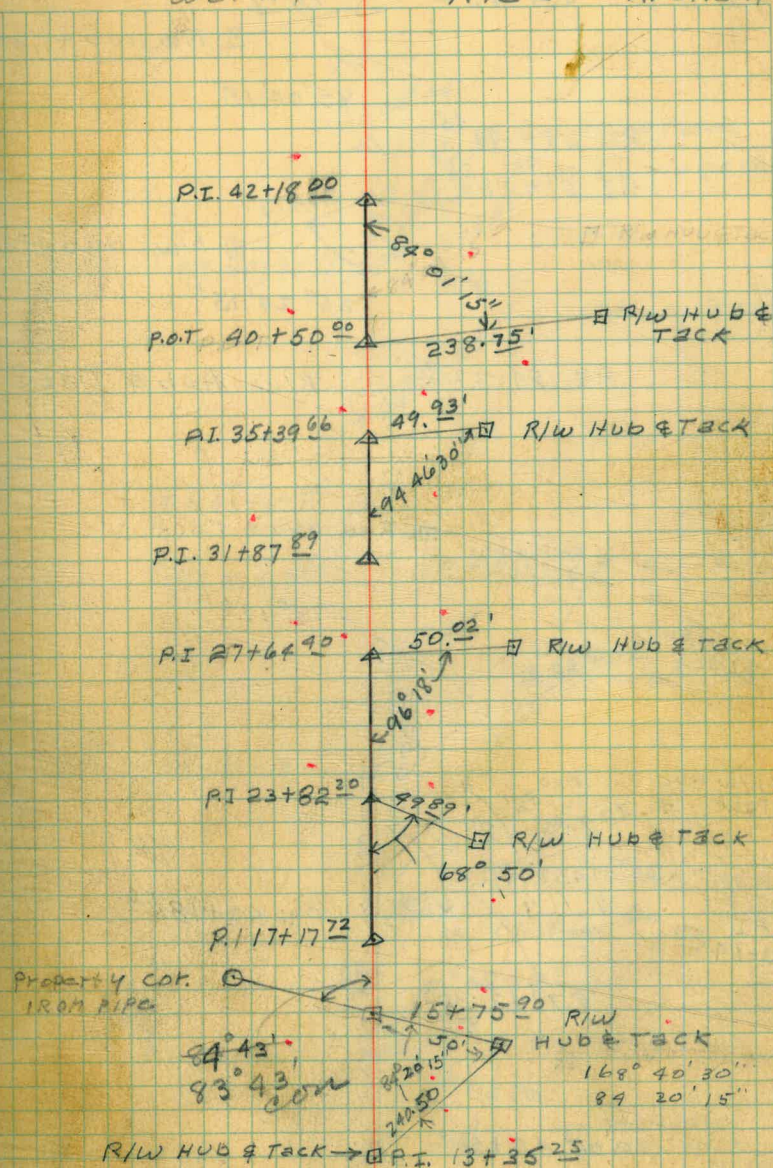 P.I. 42+18 00
84° 01' 15"
P.O.T. 40+50 00
238.75'
R/W Hub &
Tack
P.I. 35+39 66
49.93'
R/W Hub & Tack
94 46' 30"
P.I. 31+87 89
P.I 27+64 40
50.02'
R/W Hub & Tack
96° 18'
P.I 23+82 20
49.89'
R/W Hub & Tack
68° 50'
P.I 17+17 72
Property Cor.
IRON PIPE
15+75 90
R/W
Hub & Tack
50'
84° 43'
83° 43'
con
84° 20' 15"
168° 40' 30"
84 20' 15"
240.50
R/W Hub & Tack → P.I. 13+35 25